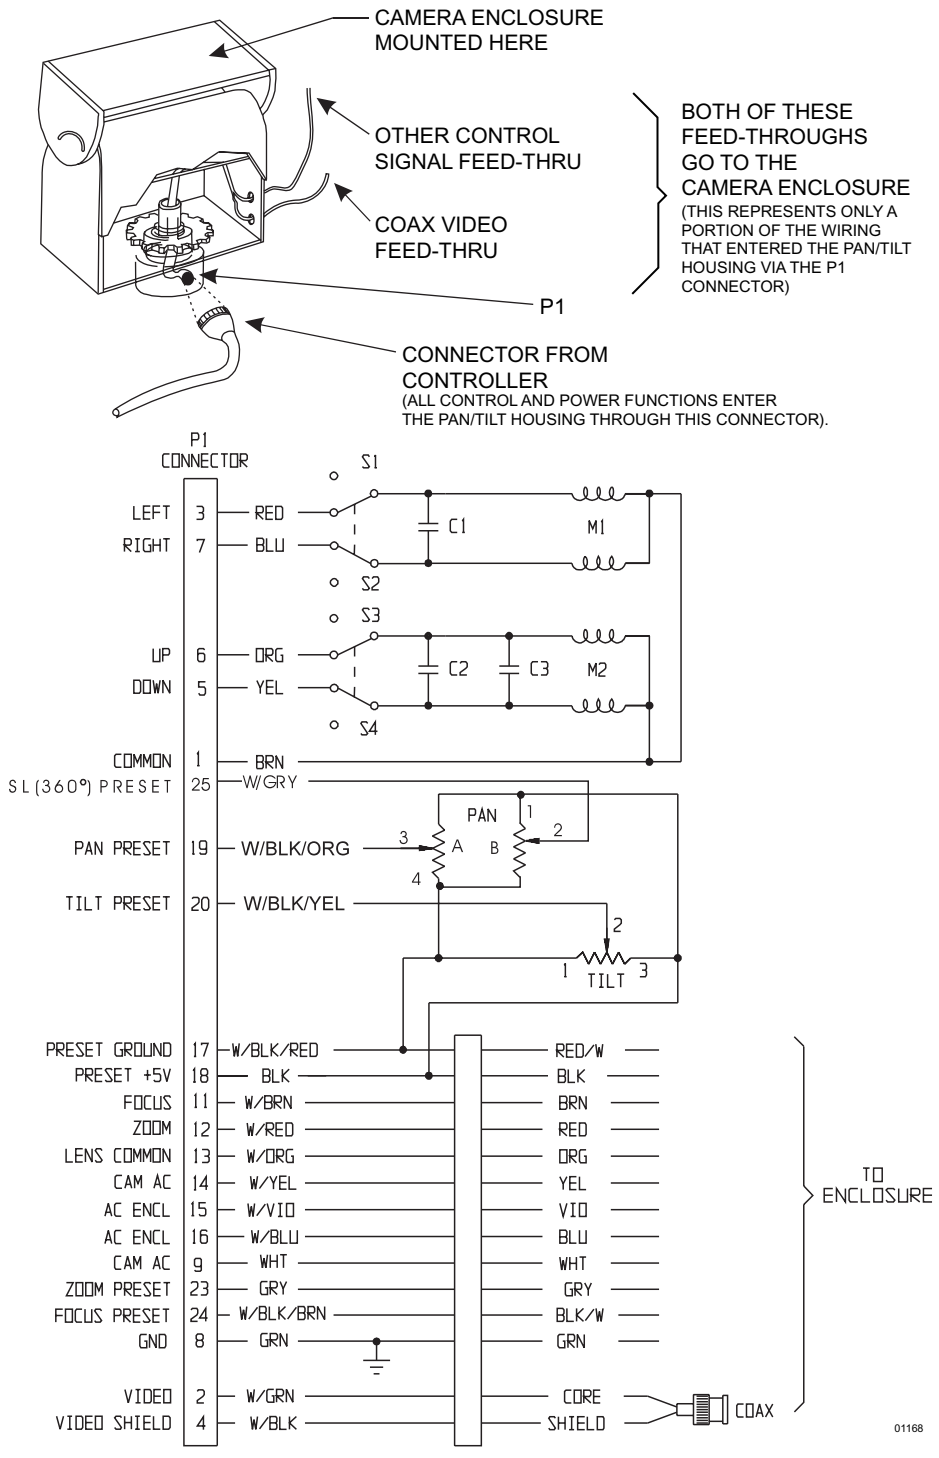 CAMERA ENCLOSURE
MOUNTED HERE
OTHER CONTROL
SIGNAL FEED-THRU
COAX VIDEO
FEED-THRU
BOTH OF THESE
FEED-THROUGHS
GO TO THE
CAMERA ENCLOSURE
(THIS REPRESENTS ONLY A
PORTION OF THE WIRING
THAT ENTERED THE PAN/TILT
HOUSING VIA THE P1
CONNECTOR)
P1
CONNECTOR FROM
CONTROLLER
(ALL CONTROL AND POWER FUNCTIONS ENTER
THE PAN/TILT HOUSING THROUGH THIS CONNECTOR).
P1
CONNECTOR
S1
LEFT 3 RED
C1 M1
RIGHT 7 BLU
S2
S3
UP 6 ORG
C2 C3 M2
DOWN 5 YEL
S4
COMMON 1 BRN
SL(360°) PRESET 25 W/GRY
PAN 1
2
PAN PRESET 19 W/BLK/ORG 3 A B
4
TILT PRESET 20 W/BLK/YEL
2
1 TILT 3
PRESET GROUND 17 W/BLK/RED RED/W
PRESET +5V 18 BLK BLK
FOCUS 11 W/BRN BRN
ZOOM 12 W/RED RED
LENS COMMON 13 W/ORG ORG
CAM AC 14 W/YEL YEL
AC ENCL 15 W/VIO VIO
AC ENCL 16 W/BLU BLU
CAM AC 9 WHT WHT
ZOOM PRESET 23 GRY GRY
FOCUS PRESET 24 W/BLK/BRN BLK/W
GND 8 GRN GRN
TO
ENCLOSURE
VIDEO 2 W/GRN CORE
COAX
VIDEO SHIELD 4 W/BLK SHIELD
01168